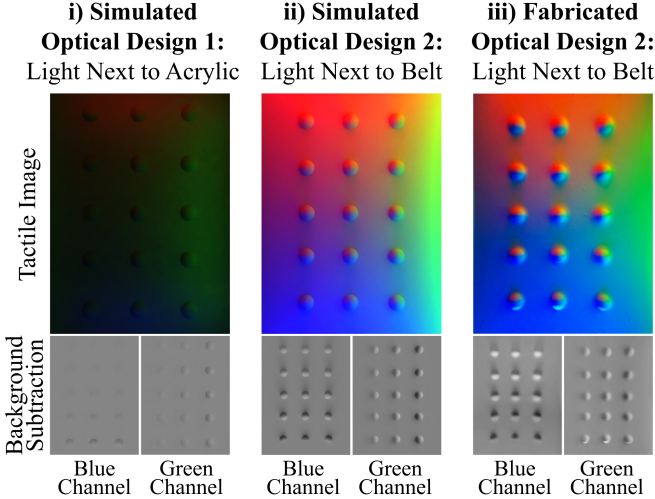 i) Simulated
Optical Design 1:
Light Next to Acrylic
ii) Simulated
Optical Design 2:
Light Next to Belt
iii) Fabricated
Optical Design 2:
Light Next to Belt
Tactile Image
Background
Subtraction
Blue
Channel
Green
Channel
Blue
Channel
Green
Channel
Blue
Channel
Green
Channel